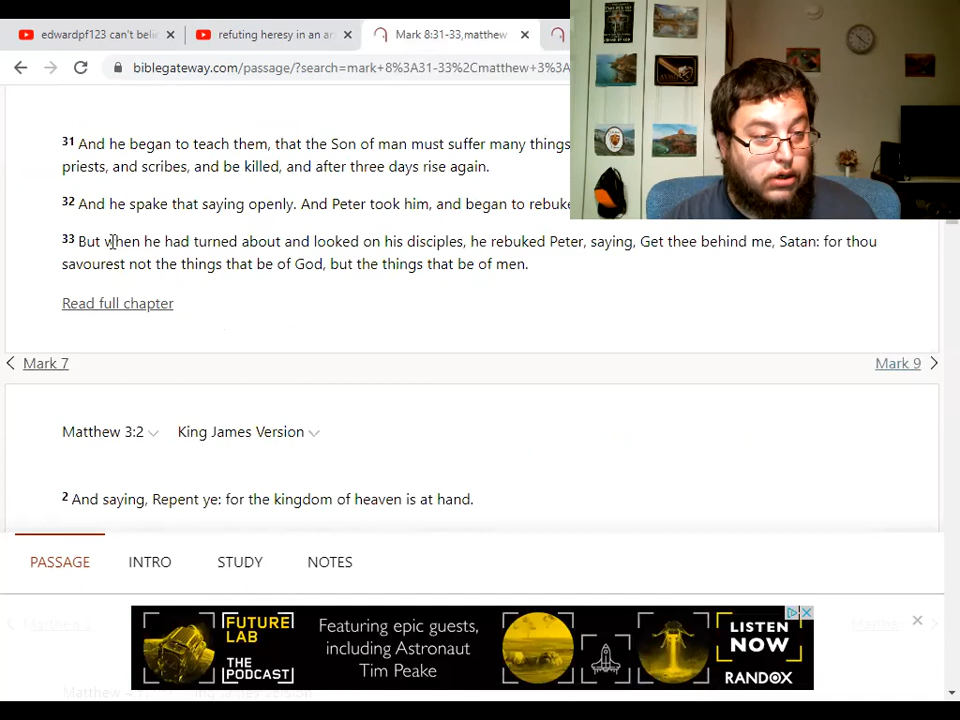 edwardpf123 can't beli
refuting heresy in an ar
Mark 8:31-33,matthew
biblegateway.com/passage/?search=mark+8%3A31-33%2Cmatthew+3%3A
31 And he began to teach them, that the Son of man must suffer many things
priests, and scribes, and be killed, and after three days rise again.
32 And he spake that saying openly. And Peter took him, and began to rebuke
33 But when he had turned about and looked on his disciples, he rebuked Peter, saying, Get thee behind me, Satan: for thou
savourest not the things that be of God, but the things that be of men.
Read full chapter
Mark 7
Mark 9
Matthew 3:2 King James Version
2 And saying, Repent ye: for the kingdom of heaven is at hand.
PASSAGE INTRO STUDY NOTES
FUTURE
LAB
THE
PODCAST
Featuring epic guests,
including Astronaut
Tim Peake
LISTEN
NOW
RANDOX